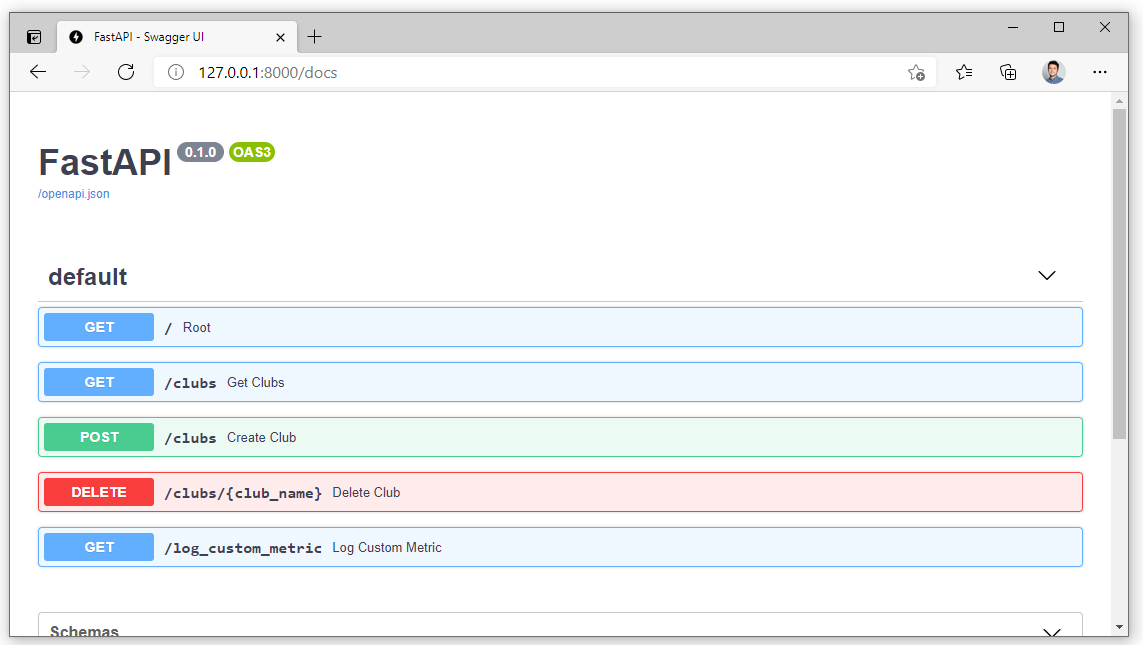 FastAPI - Swagger UI
127.0.0.1:8000/docs
FastAPI 0.1.0 OAS3
/openapi.json
default
GET / Root
GET /clubs Get Clubs
POST /clubs Create Club
DELETE /clubs/{club_name} Delete Club
GET /log_custom_metric Log Custom Metric
Schemas